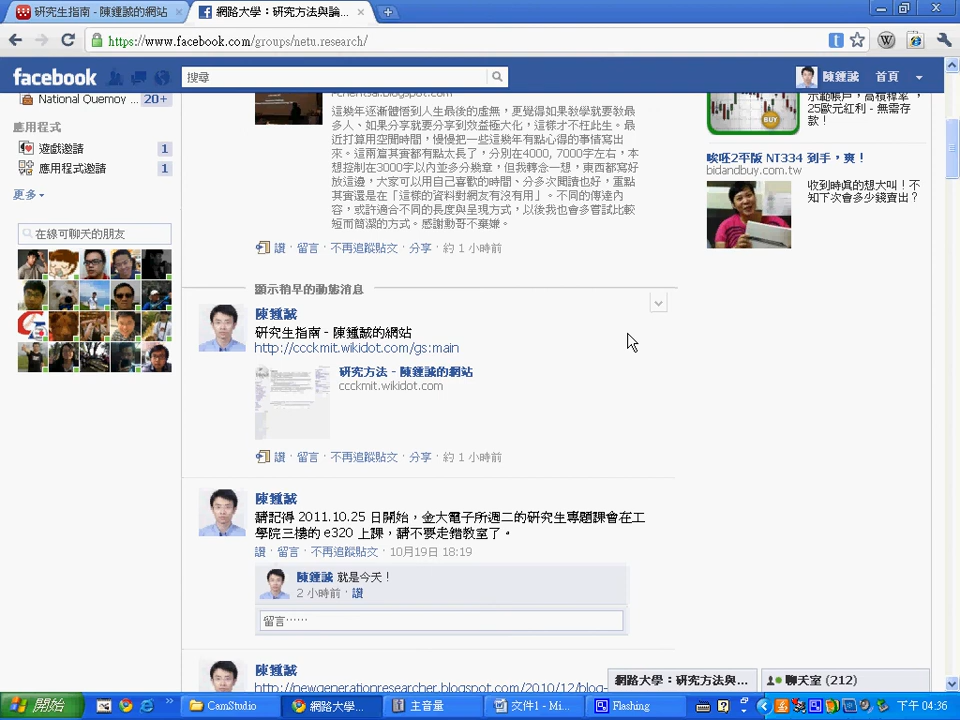 研究生指南 - 陳鍾誠的網站
網路大學：研究方法與論...
https://www.facebook.com/groups/netu.research/
facebook
搜尋
陳鍾誠
首頁
National Quemoy ... 20+
應用程式
遊戲邀請 1
應用程式邀請 1
更多
在線可聊天的朋友
這幾年逐漸體悟到人生最後的虛無，更覺得如果教學就要教最
多人、如果分享就要分享到效益極大化，這樣才不枉此生。最
近打算用空閒時間，慢慢把一些這幾年有點心得的事情寫出
來。這兩篇其實都有點太長了，分別在4000, 7000字左右，本
想控制在3000字以內並多分幾章，但我轉念一想，東西都寫好
放這邊，大家可以用自己喜歡的時間、分多次閱讀也好，重點
其實還是在「這樣的資料對網友有沒有用」。不同的傳達內
容，或許適合不同的長度與呈現方式，以後我也會多嘗試比較
短而簡潔的方式。感謝勳哥不棄嫌。
讚 · 留言 · 不再追蹤貼文 · 分享 · 約 1 小時前
顯示稍早的動態消息
陳鍾誠
研究生指南 - 陳鍾誠的網站
http://ccckmit.wikidot.com/gs:main
研究方法 - 陳鍾誠的網站
ccckmit.wikidot.com
讚 · 留言 · 不再追蹤貼文 · 分享 · 約 1 小時前
陳鍾誠
請記得 2011.10.25 日開始，金大電子所週二的研究生專題課會在工
學院三樓的 e320 上課，請不要走錯教室了。
讚 · 留言 · 不再追蹤貼文 · 10月19日 18:19
陳鍾誠 就是今天！
2 小時前 · 讚
留言……
陳鍾誠
http://newgenerationresearcher.blogspot.com/2010/12/blog-
25歐元紅利 - 無需存
款！
BUY
唉呸2平版 NT334 到手，爽！
bidandbuy.com.tw
收到時真的想大叫！不
知下次會多少錢賣出？
網路大學：研究方法與...
聊天室 (212)
開始
CamStudio
網路大學...
主音量
文件1 - Mi...
Flashing
下午 04:36